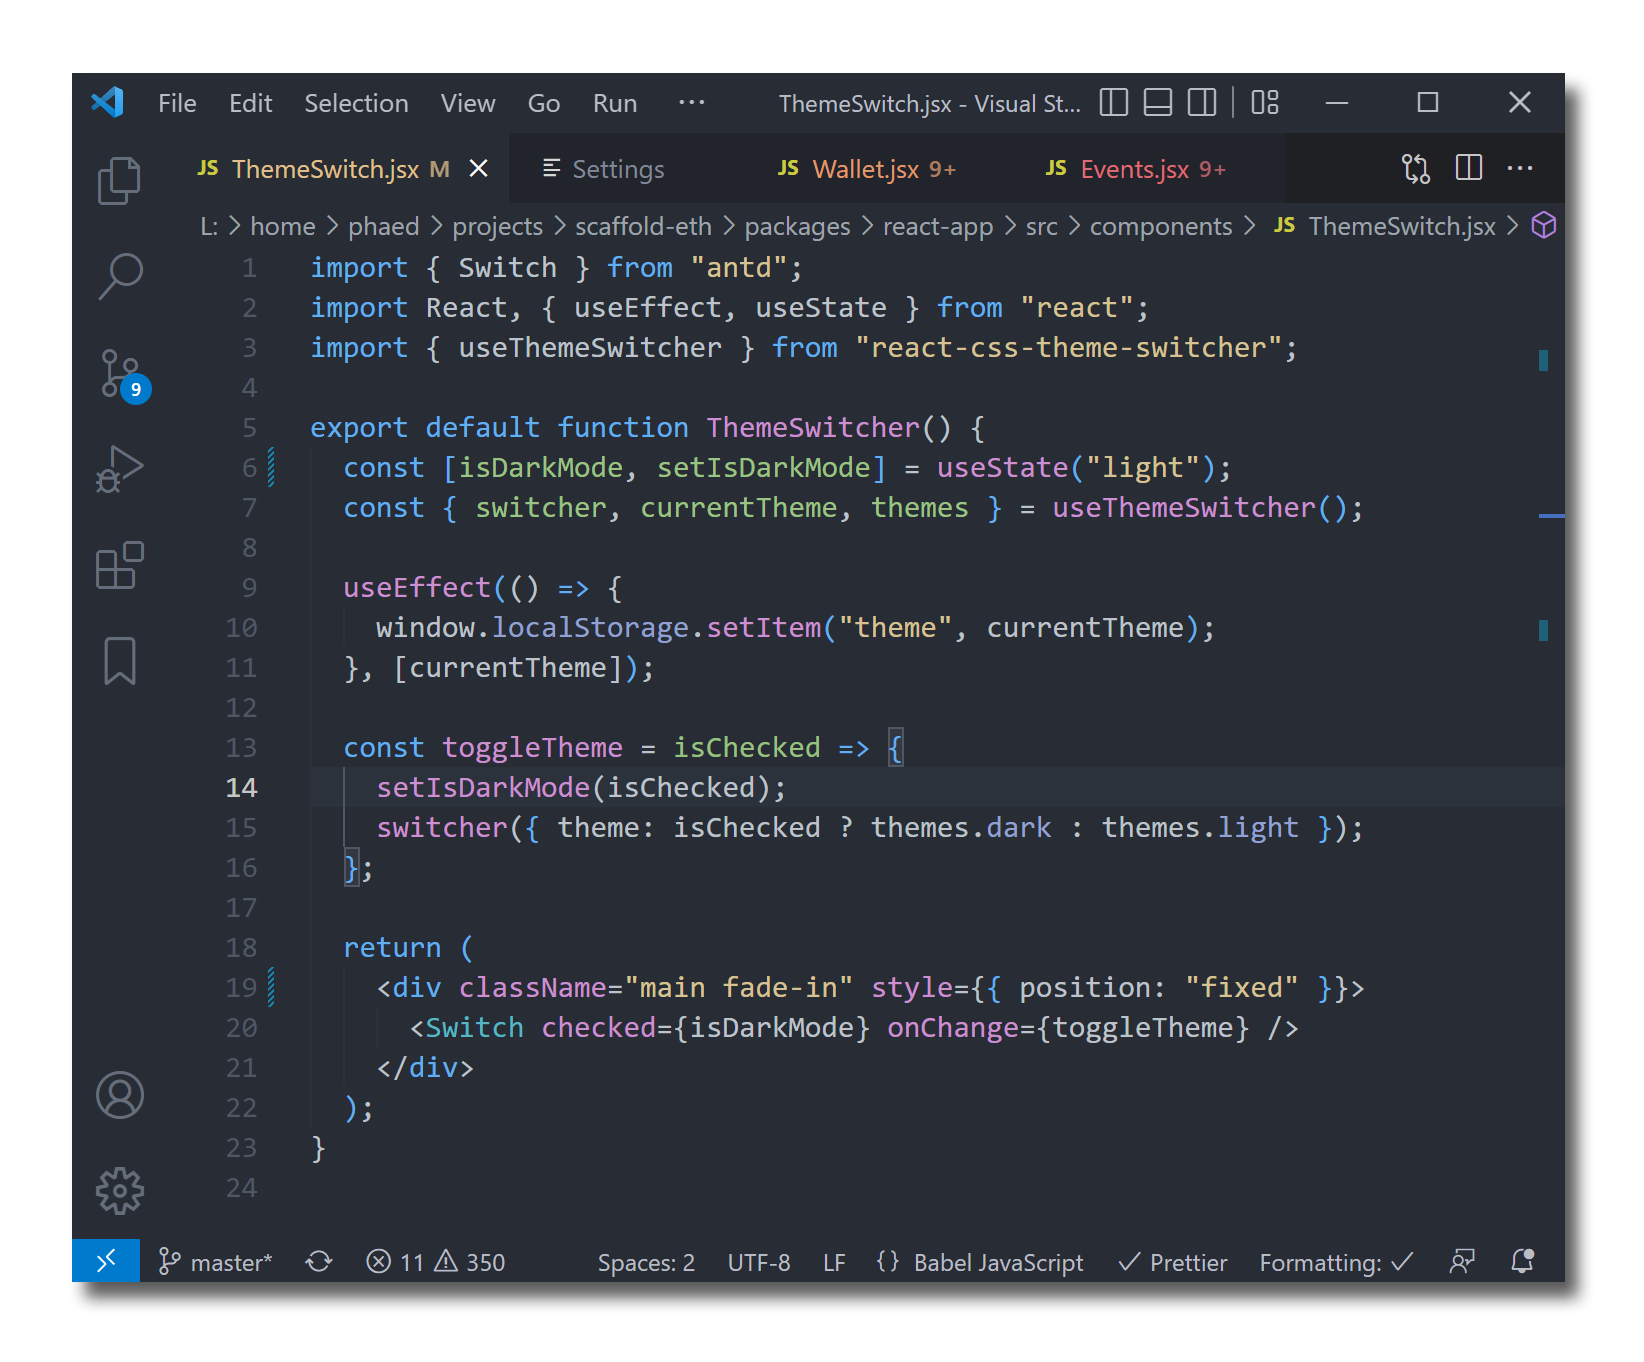 File Edit Selection View Go Run ··· ThemeSwitch.jsx - Visual St...
JS ThemeSwitch.jsx M Settings JS Wallet.jsx 9+ JS Events.jsx 9+ ···
L: > home > phaed > projects > scaffold-eth > packages > react-app > src > components > JS ThemeSwitch.jsx >
1 import { Switch } from "antd";
2 import React, { useEffect, useState } from "react";
3 import { useThemeSwitcher } from "react-css-theme-switcher";
4
5 export default function ThemeSwitcher() {
6 const [isDarkMode, setIsDarkMode] = useState("light");
7 const { switcher, currentTheme, themes } = useThemeSwitcher();
8
9 useEffect(() => {
10 window.localStorage.setItem("theme", currentTheme);
11 }, [currentTheme]);
12
13 const toggleTheme = isChecked => {
14 setIsDarkMode(isChecked);
15 switcher({ theme: isChecked ? themes.dark : themes.light });
16 };
17
18 return (
19 <div className="main fade-in" style={{ position: "fixed" }}>
20 <Switch checked={isDarkMode} onChange={toggleTheme} />
21 </div>
22 );
23 }
24
9
master* 11 350 Spaces: 2 UTF-8 LF {} Babel JavaScript ✓ Prettier Formatting: ✓